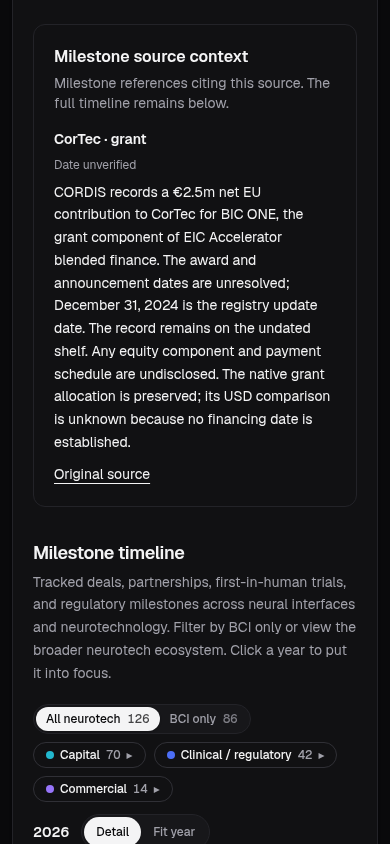 Milestone source context
Milestone references citing this source. The
full timeline remains below.
CorTec · grant
Date unverified
CORDIS records a €2.5m net EU
contribution to CorTec for BIC ONE, the
grant component of EIC Accelerator
blended finance. The award and
announcement dates are unresolved;
December 31, 2024 is the registry update
date. The record remains on the undated
shelf. Any equity component and payment
schedule are undisclosed. The native grant
allocation is preserved; its USD comparison
is unknown because no financing date is
established.
Original source
Milestone timeline
Tracked deals, partnerships, first-in-human trials,
and regulatory milestones across neural interfaces
and neurotechnology. Filter by BCI only or view the
broader neurotech ecosystem. Click a year to put
it into focus.
All neurotech 126 BCI only 86
Capital 70 ▸ Clinical / regulatory 42 ▸
Commercial 14 ▸
2026 Detail Fit year